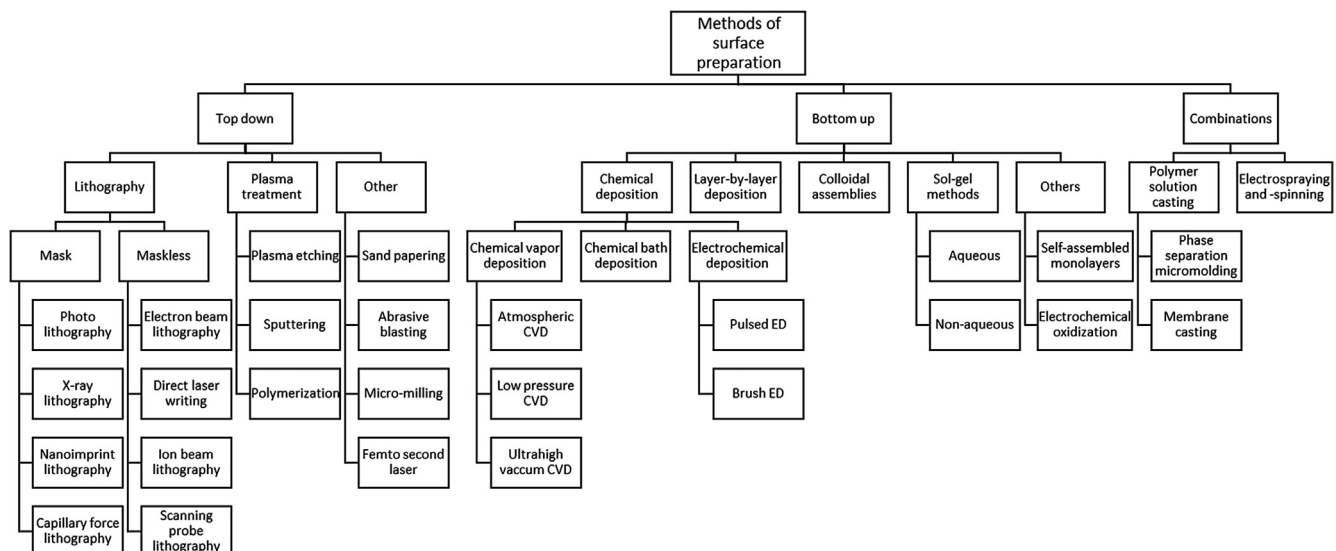 Methods of
surface
preparation
Top down
Bottom up
Combinations
Lithography
Plasma
treatment
Other
Chemical
deposition
Layer-by-layer
deposition
Colloidal
assemblies
Sol-gel
methods
Others
Polymer
solution
casting
Electrospraying
and -spinning
Mask
Maskless
Plasma etching
Sand papering
Chemical vapor
deposition
Chemical bath
deposition
Electrochemical
deposition
Aqueous
Self-assembled
monolayers
Phase
separation
micromolding
Photo
lithography
Electron beam
lithography
Sputtering
Abrasive
blasting
Atmospheric
CVD
Pulsed ED
Non-aqueous
Electrochemical
oxidization
Membrane
casting
X-ray
lithography
Direct laser
writing
Polymerization
Micro-milling
Low pressure
CVD
Brush ED
Nanoimprint
lithography
Ion beam
lithography
Femto second
laser
Ultrahigh
vaccum CVD
Capillary force
lithography
Scanning
probe
lithography